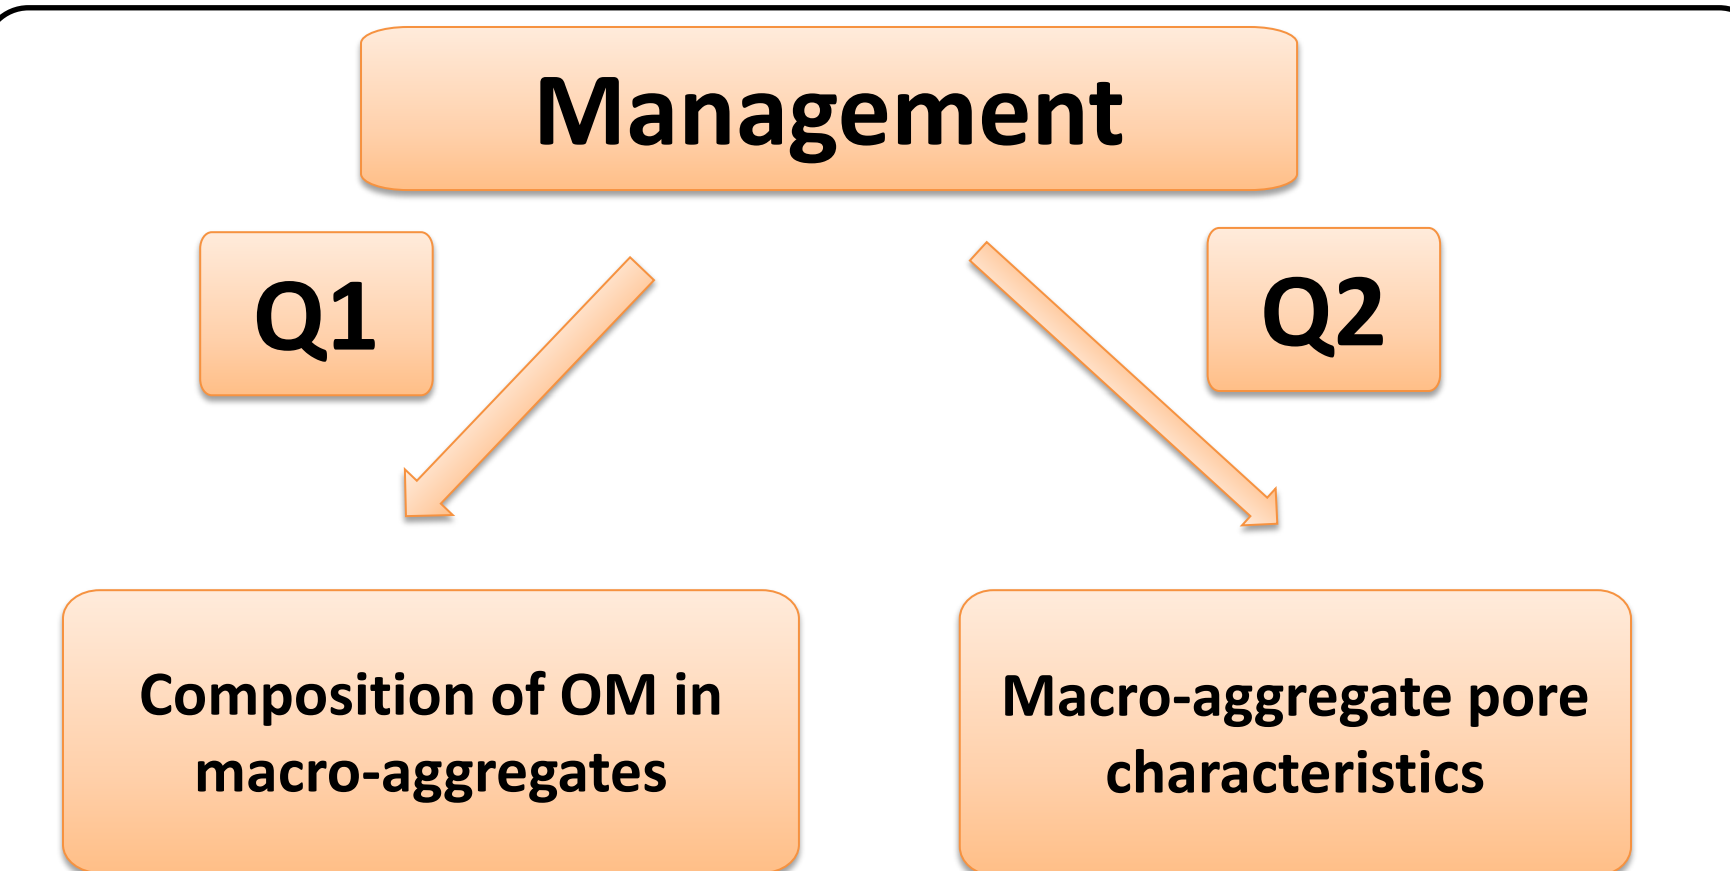 Management
Q1
Q2
Composition of OM in
macro-aggregates
Macro-aggregate pore
characteristics